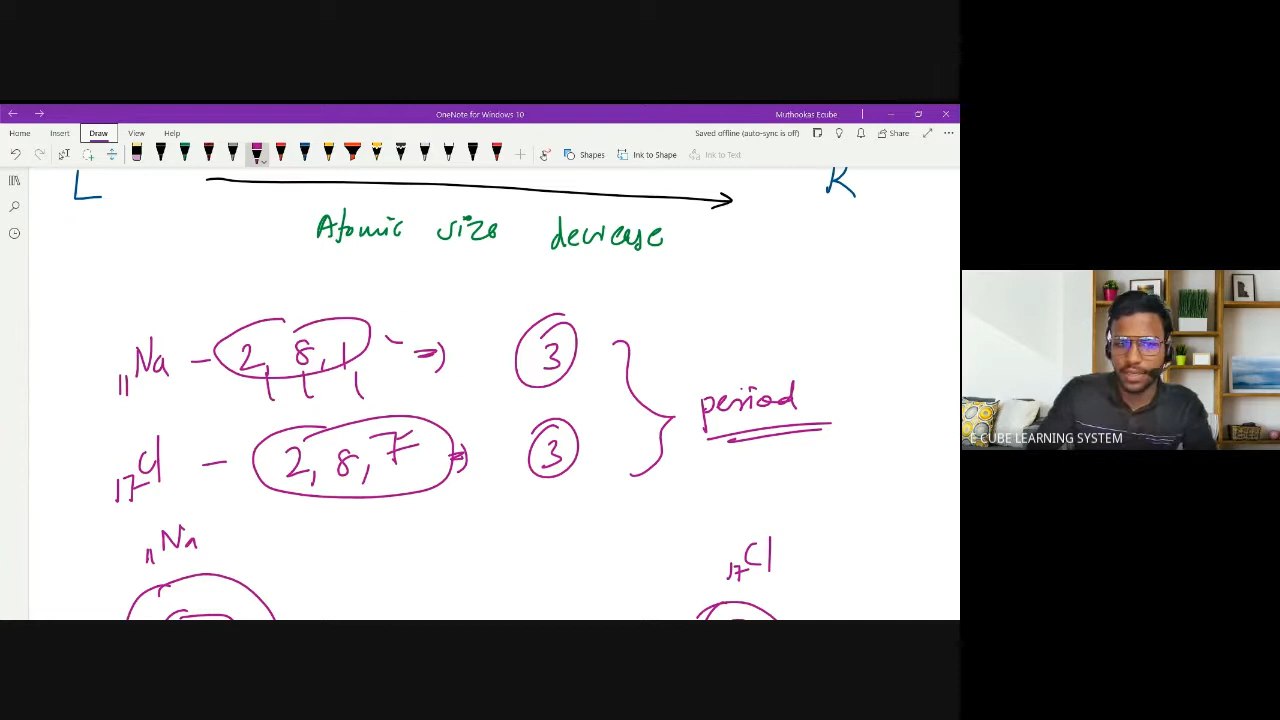 OneNote for Windows 10
Muthookas Ecube
Home Insert Draw View Help
Saved offline (auto-sync is off)
Share
Shapes
Ink to Shape
Ink to Text
L R
Atomic size decrease
11Na – 2, 8, 1 ⇒ 3
period
17Cl – 2, 8, 7 ⇒ 3
11Na
17Cl
E CUBE LEARNING SYSTEM